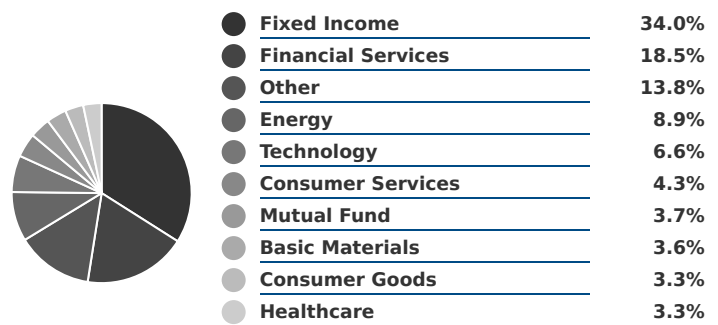 Fixed Income 34.0%
Financial Services 18.5%
Other 13.8%
Energy 8.9%
Technology 6.6%
Consumer Services 4.3%
Mutual Fund 3.7%
Basic Materials 3.6%
Consumer Goods 3.3%
Healthcare 3.3%